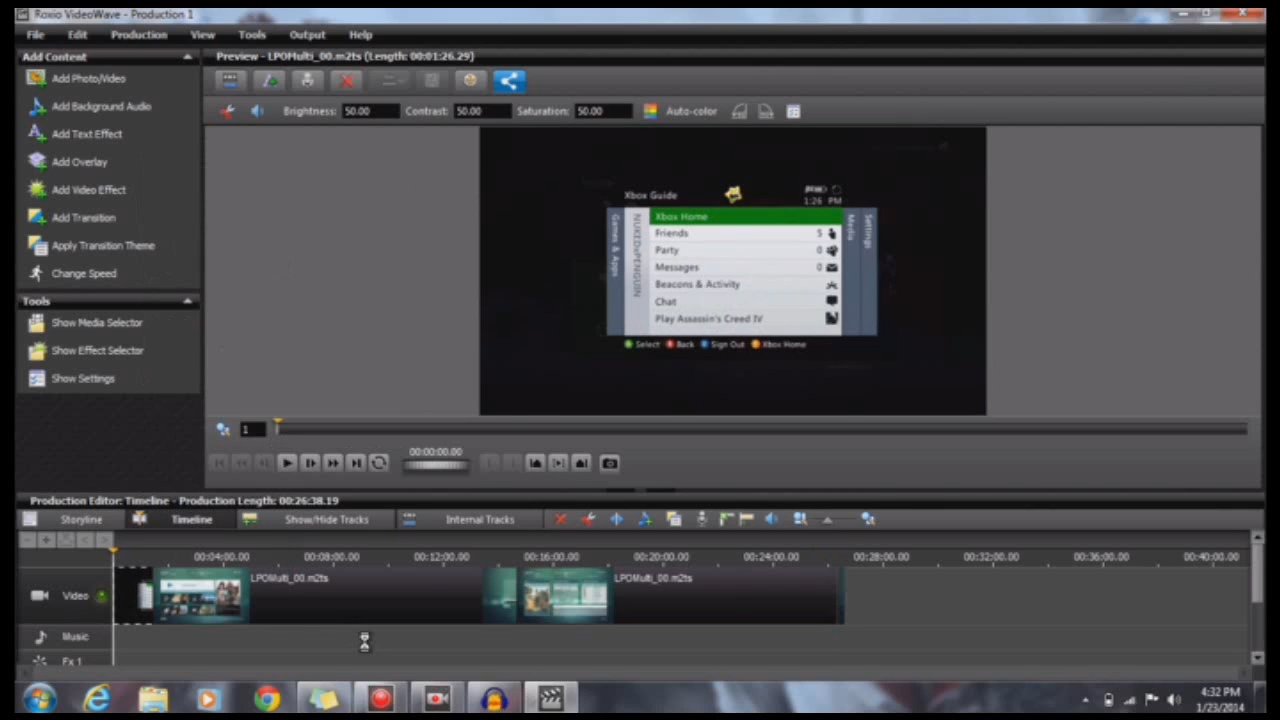 Roxio VideoWave - Production 1
File Edit Production View Tools Output Help
Add Content
Add Photo/Video
Add Background Audio
Add Text Effect
Add Overlay
Add Video Effect
Add Transition
Apply Transition Theme
Change Speed
Tools
Show Media Selector
Show Effect Selector
Show Settings
Preview - LPOMulti_00.m2ts (Length: 00:01:26.29)
Brightness: 50.00 Contrast: 50.00 Saturation: 50.00 Auto-color
Xbox Guide
1:26 PM
Games & Apps
NUKEDxPENGUIN
Xbox Home
Friends 5
Party 0
Messages 0
Beacons & Activity
Chat
Play Assassin's Creed IV
Media
Settings
Select Back Sign Out Xbox Home
1
00:00:00.00
Production Editor: Timeline - Production Length: 00:26:38.19
Storyline Timeline Show/Hide Tracks Internal Tracks
00:04:00.00 00:08:00.00 00:12:00.00 00:16:00.00 00:20:00.00 00:24:00.00 00:28:00.00 00:32:00.00 00:36:00.00 00:40:00.00
Video
LPOMulti_00.m2ts LPOMulti_00.m2ts
Music
Fx 1
4:32 PM
1/23/2014